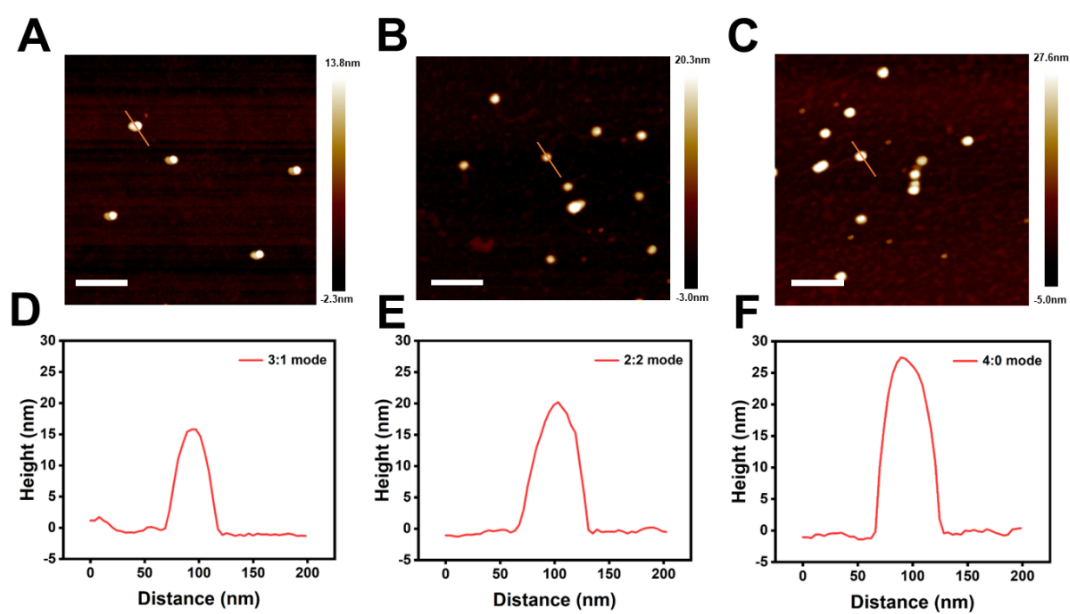 A
B
C
13.8nm
-2.3nm
20.3nm
-3.0nm
27.6nm
-5.0nm
D
E
F
30
25
20
15
10
5
0
-5
Height (nm)
3:1 mode
0 50 100 150 200
Distance (nm)
30
25
20
15
10
5
0
-5
Height (nm)
2:2 mode
0 50 100 150 200
Distance (nm)
30
25
20
15
10
5
0
-5
Height (nm)
4:0 mode
0 50 100 150 200
Distance (nm)